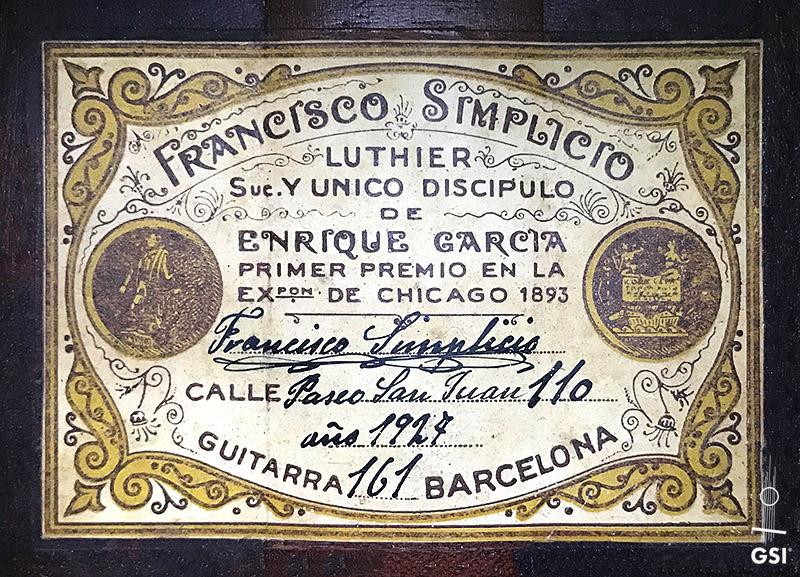 FRANCISCO SIMPLICIO
LUTHIER
Suc. Y UNICO DISCIPULO
DE
ENRIQUE GARCIA
PRIMER PREMIO EN LA
EXPON. DE CHICAGO 1893
Francisco Simplicio
CALLE Paseo San Juan 110
año 1927
GUITARRA 161 BARCELONA
GSI